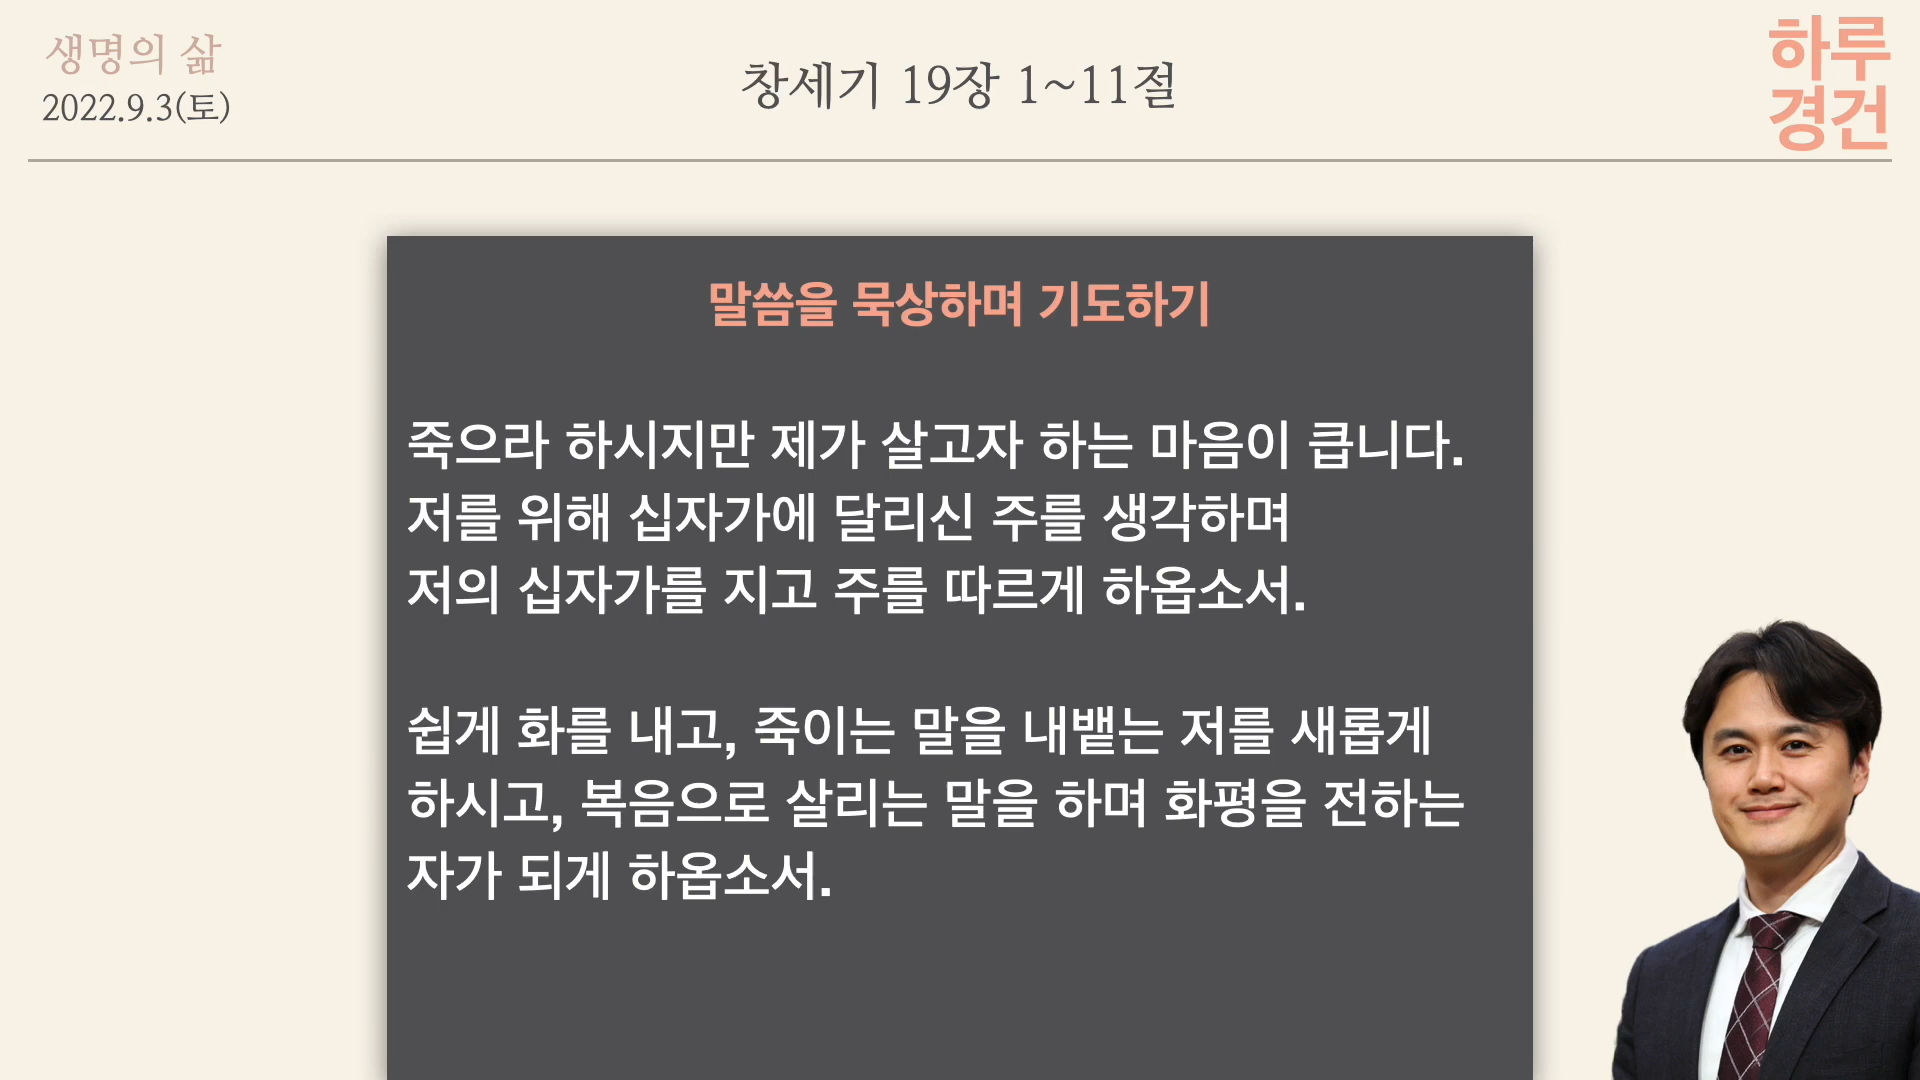 생명의 삶
2022.9.3(토)
창세기 19장 1~11절
하루
경건
말씀을 묵상하며 기도하기
죽으라 하시지만 제가 살고자 하는 마음이 큽니다.
저를 위해 십자가에 달리신 주를 생각하며
저의 십자가를 지고 주를 따르게 하옵소서.
쉽게 화를 내고, 죽이는 말을 내뱉는 저를 새롭게
하시고, 복음으로 살리는 말을 하며 화평을 전하는
자가 되게 하옵소서.